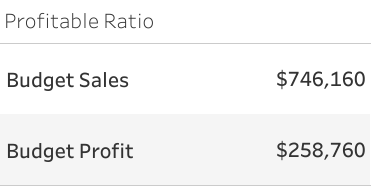 Profitable Ratio
Budget Sales $746,160
Budget Profit $258,760